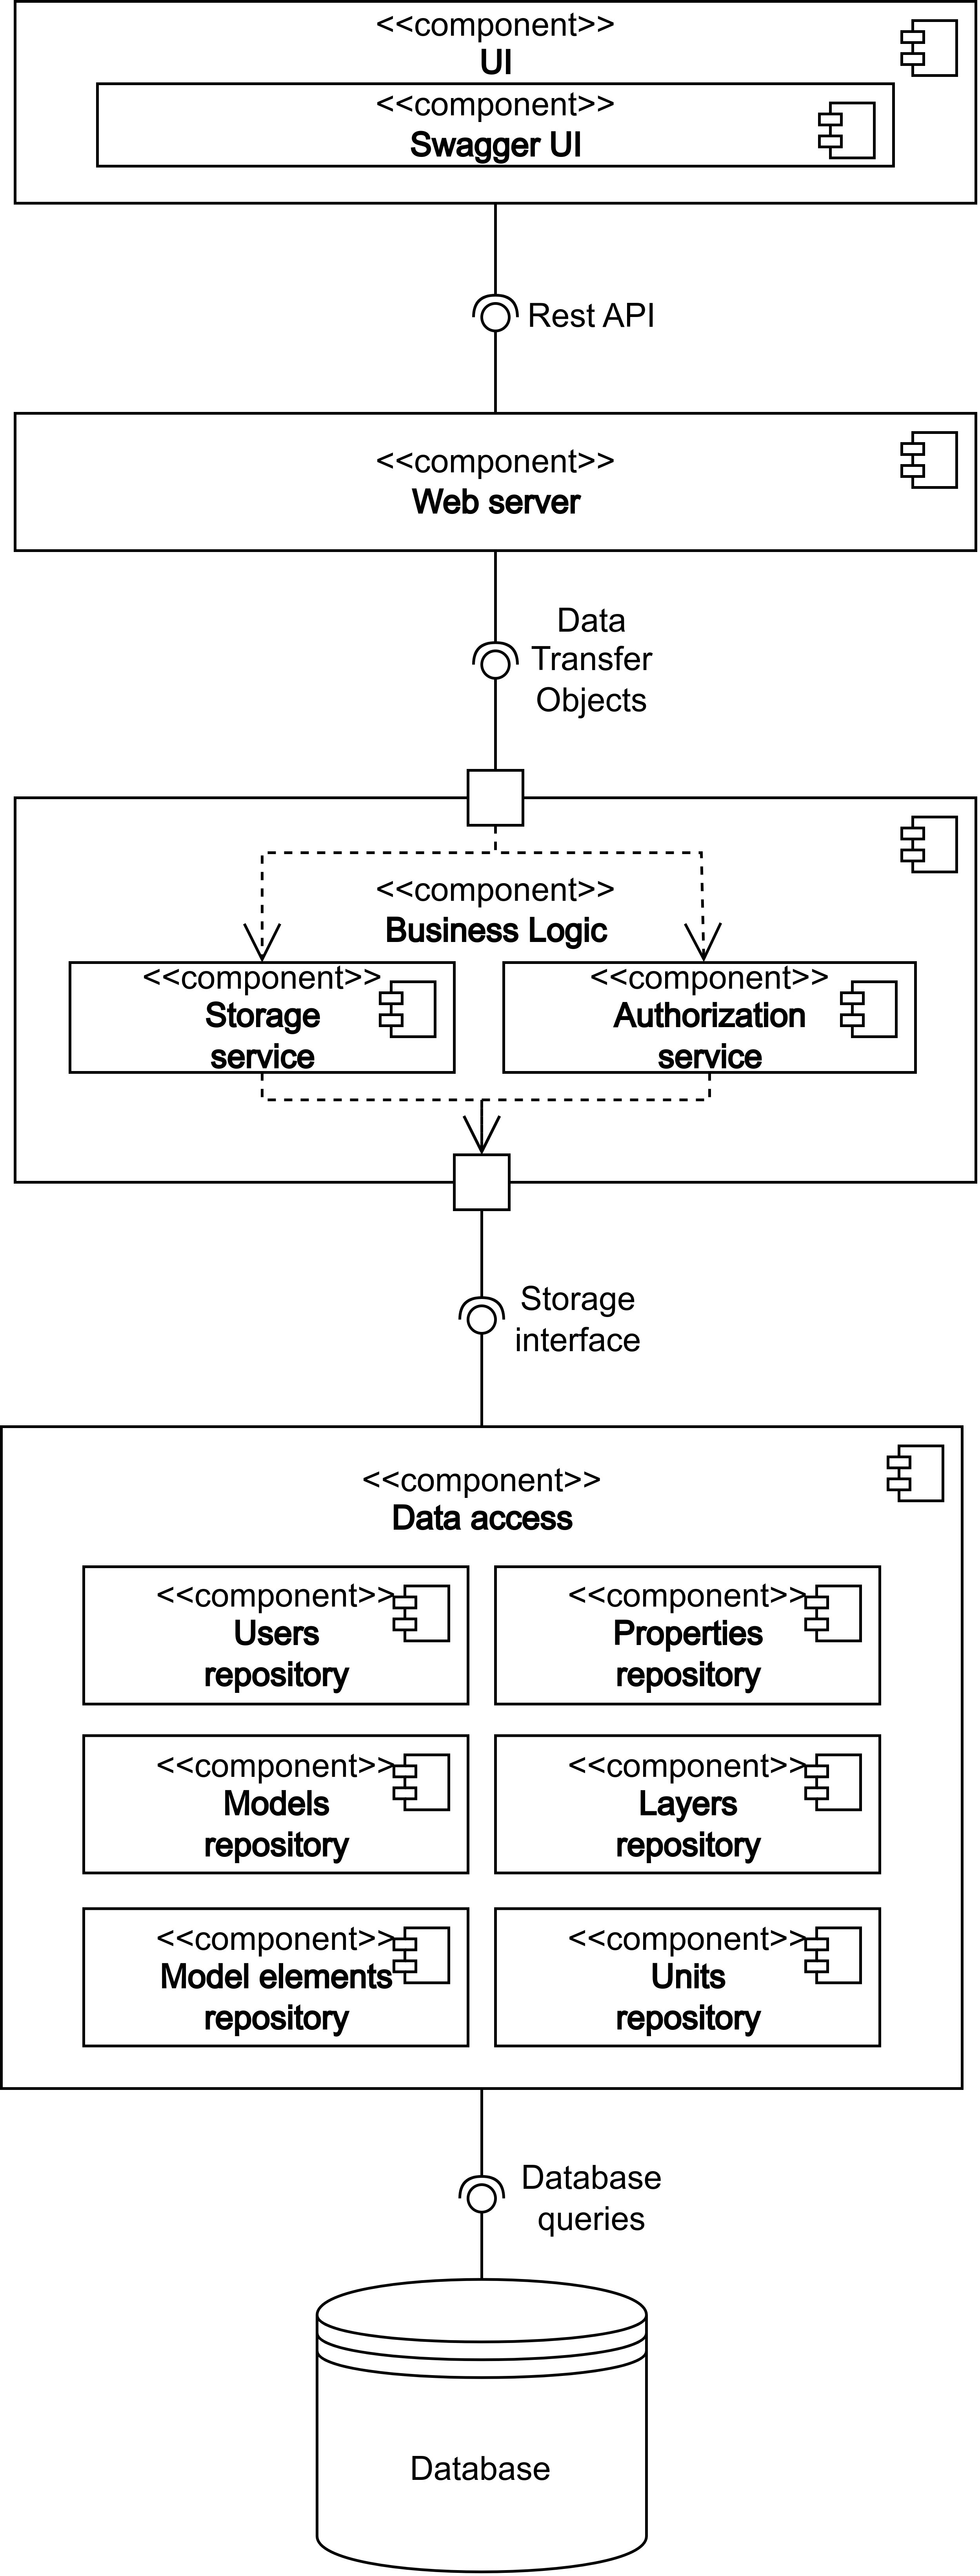 <<component>>
UI
<<component>>
Swagger UI
Rest API
<<component>>
Web server
Data
Transfer
Objects
<<component>>
Business Logic
<<component>>
Storage
service
<<component>>
Authorization
service
Storage
interface
<<component>>
Data access
<<component>>
Users
repository
<<component>>
Properties
repository
<<component>>
Models
repository
<<component>>
Layers
repository
<<component>>
Model elements
repository
<<component>>
Units
repository
Database
queries
Database